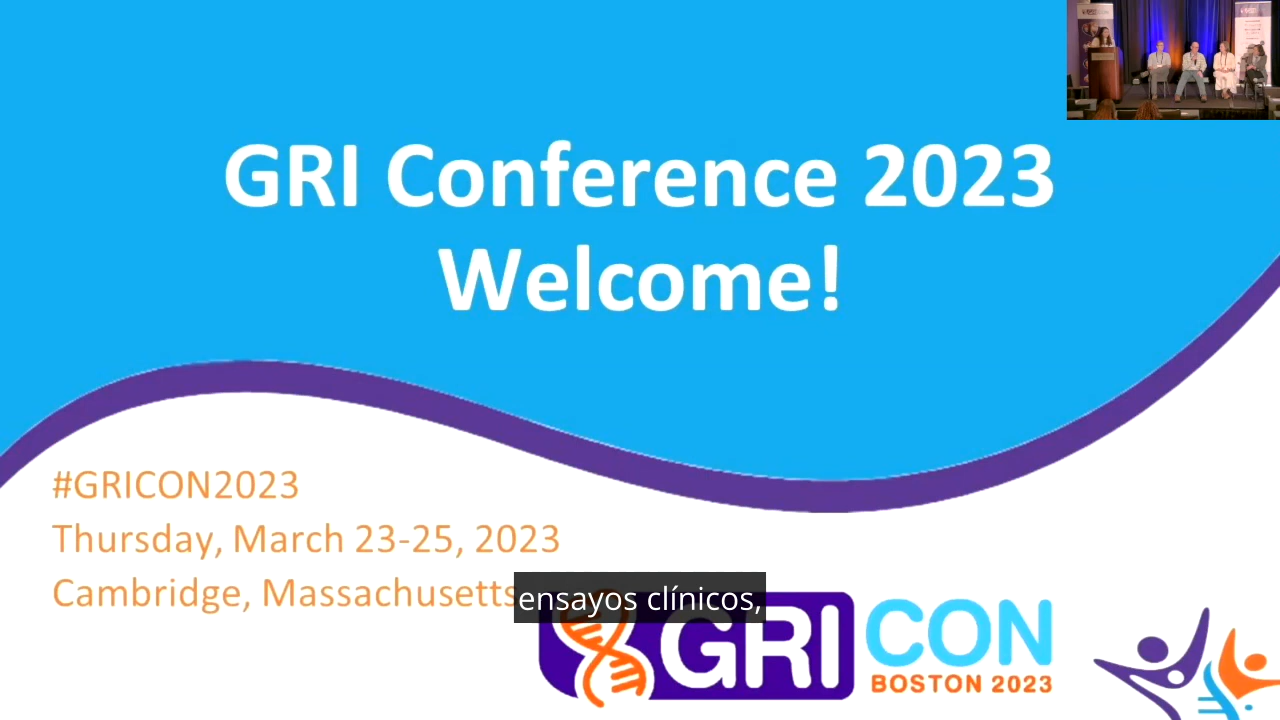 GRI Conference 2023
Welcome!
#GRICON2023
Thursday, March 23-25, 2023
Cambridge, Massachusetts
ensayos clínicos,
GRI CON
BOSTON 2023